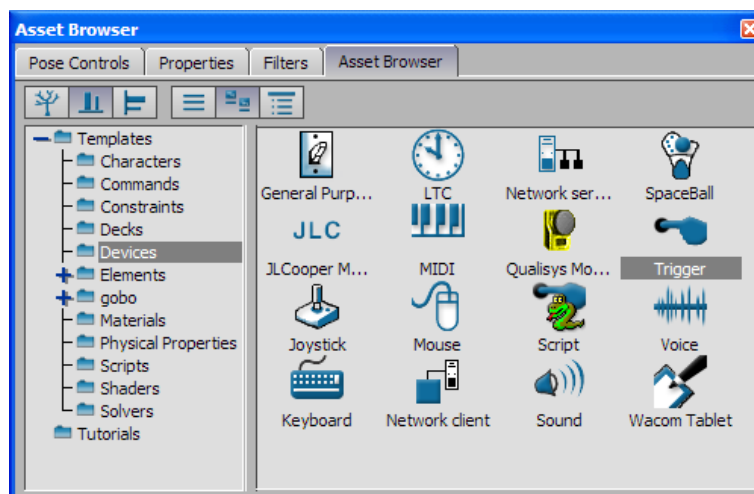 Asset Browser
Pose Controls
Properties
Filters
Asset Browser
Templates
Characters
Commands
Constraints
Decks
Devices
Elements
gobo
Materials
Physical Properties
Scripts
Shaders
Solvers
Tutorials
General Purp... LTC Network ser... SpaceBall
JLC
JLCooper M... MIDI Qualisys Mo... Trigger
Joystick Mouse Script Voice
Keyboard Network client Sound Wacom Tablet